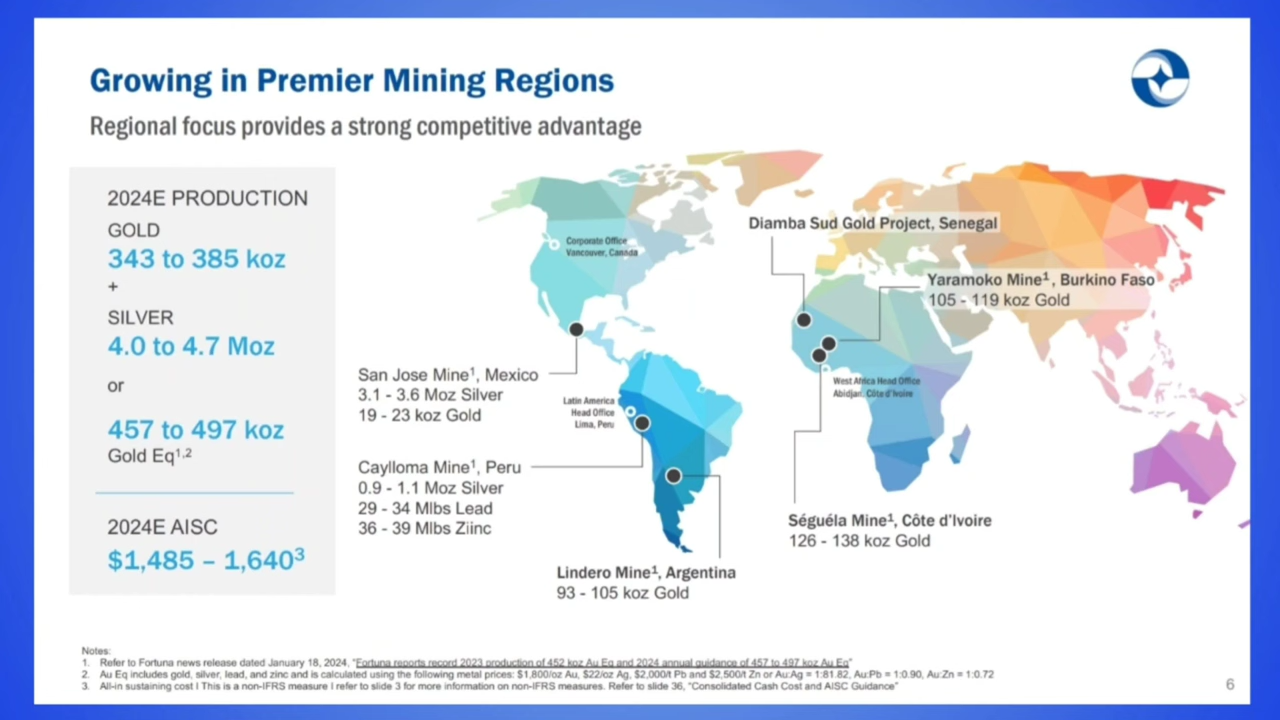 Growing in Premier Mining Regions
Regional focus provides a strong competitive advantage
2024E PRODUCTION
GOLD
343 to 385 koz
+
SILVER
4.0 to 4.7 Moz
or
457 to 497 koz
Gold Eq1,2
2024E AISC
$1,485 – 1,6403
Corporate Office
Vancouver, Canada
Diamba Sud Gold Project, Senegal
Yaramoko Mine1, Burkino Faso
105 - 119 koz Gold
San Jose Mine1, Mexico
3.1 - 3.6 Moz Silver
19 - 23 koz Gold
Latin America
Head Office
Lima, Peru
West Africa Head Office
Abidjan, Côte d'Ivoire
Caylloma Mine1, Peru
0.9 - 1.1 Moz Silver
29 - 34 Mlbs Lead
36 - 39 Mlbs Ziinc
Séguéla Mine1, Côte d'Ivoire
126 - 138 koz Gold
Lindero Mine1, Argentina
93 - 105 koz Gold
Notes:
1. Refer to Fortuna news release dated January 18, 2024, "Fortuna reports record 2023 production of 452 koz Au Eq and 2024 annual guidance of 457 to 497 koz Au Eq"
2. Au Eq includes gold, silver, lead, and zinc and is calculated using the following metal prices: $1,800/oz Au, $22/oz Ag, $2,000/t Pb and $2,500/t Zn or Au:Ag = 1:81.82, Au:Pb = 1:0.90, Au:Zn = 1:0.72
3. All-in sustaining cost I This is a non-IFRS measure I refer to slide 3 for more information on non-IFRS measures. Refer to slide 36, "Consolidated Cash Cost and AISC Guidance"
6